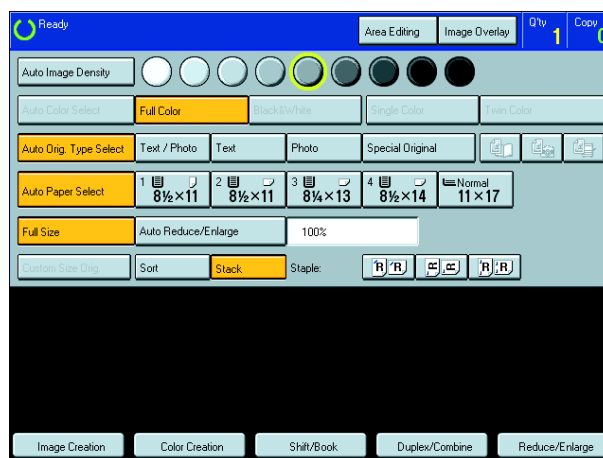 Ready Area Editing Image Overlay Q'ty 1 Copy 0
Auto Image Density
Auto Color Select Full Color Black&White Single Color Twin Color
Auto Orig. Type Select Text / Photo Text Photo Special Original
Auto Paper Select 1 8½×11 2 8½×11 3 8¼×13 4 8½×14 Normal 11×17
Full Size Auto Reduce/Enlarge 100%
Custom Size Orig. Sort Stack Staple: R R R R R R
Image Creation Color Creation Shift/Book Duplex/Combine Reduce/Enlarge